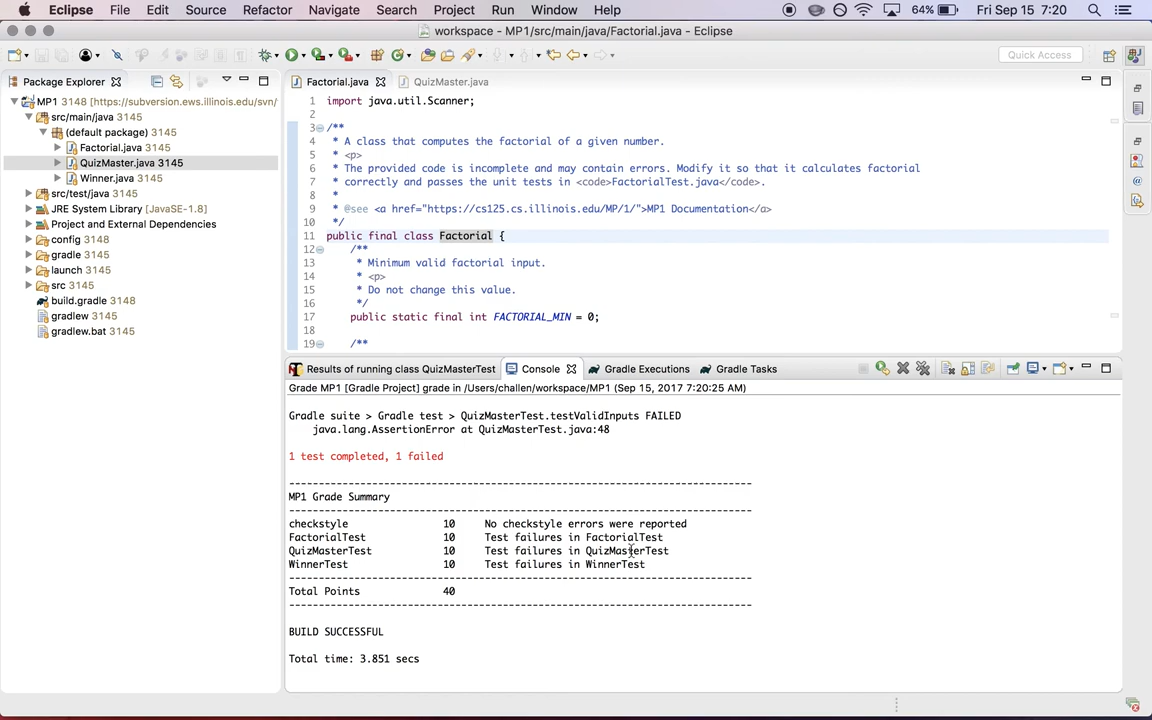 Eclipse File Edit Source Refactor Navigate Search Project Run Window Help 64% Fri Sep 15 7:20
workspace - MP1/src/main/java/Factorial.java - Eclipse
Quick Access
Package Explorer
MP1 3148 [https://subversion.ews.illinois.edu/svn/
src/main/java 3145
(default package) 3145
Factorial.java 3145
QuizMaster.java 3145
Winner.java 3145
src/test/java 3145
JRE System Library [JavaSE-1.8]
Project and External Dependencies
config 3148
gradle 3145
launch 3145
src 3145
build.gradle 3148
gradlew 3145
gradlew.bat 3145
Factorial.java QuizMaster.java
1 import java.util.Scanner;
2
3 /**
4 * A class that computes the factorial of a given number.
5 * <p>
6 * The provided code is incomplete and may contain errors. Modify it so that it calculates factorial
7 * correctly and passes the unit tests in <code>FactorialTest.java</code>.
8 *
9 * @see <a href="https://cs125.cs.illinois.edu/MP/1/">MP1 Documentation</a>
10 */
11 public final class Factorial {
12 /**
13 * Minimum valid factorial input.
14 * <p>
15 * Do not change this value.
16 */
17 public static final int FACTORIAL_MIN = 0;
18
19 /**
Results of running class QuizMasterTest Console Gradle Executions Gradle Tasks
Grade MP1 [Gradle Project] grade in /Users/challen/workspace/MP1 (Sep 15, 2017 7:20:25 AM)
Gradle suite > Gradle test > QuizMasterTest.testValidInputs FAILED
java.lang.AssertionError at QuizMasterTest.java:48
1 test completed, 1 failed
--------------------------------------------------------------------------------
MP1 Grade Summary
--------------------------------------------------------------------------------
checkstyle 10 No checkstyle errors were reported
FactorialTest 10 Test failures in FactorialTest
QuizMasterTest 10 Test failures in QuizMasterTest
WinnerTest 10 Test failures in WinnerTest
--------------------------------------------------------------------------------
Total Points 40
--------------------------------------------------------------------------------
BUILD SUCCESSFUL
Total time: 3.851 secs